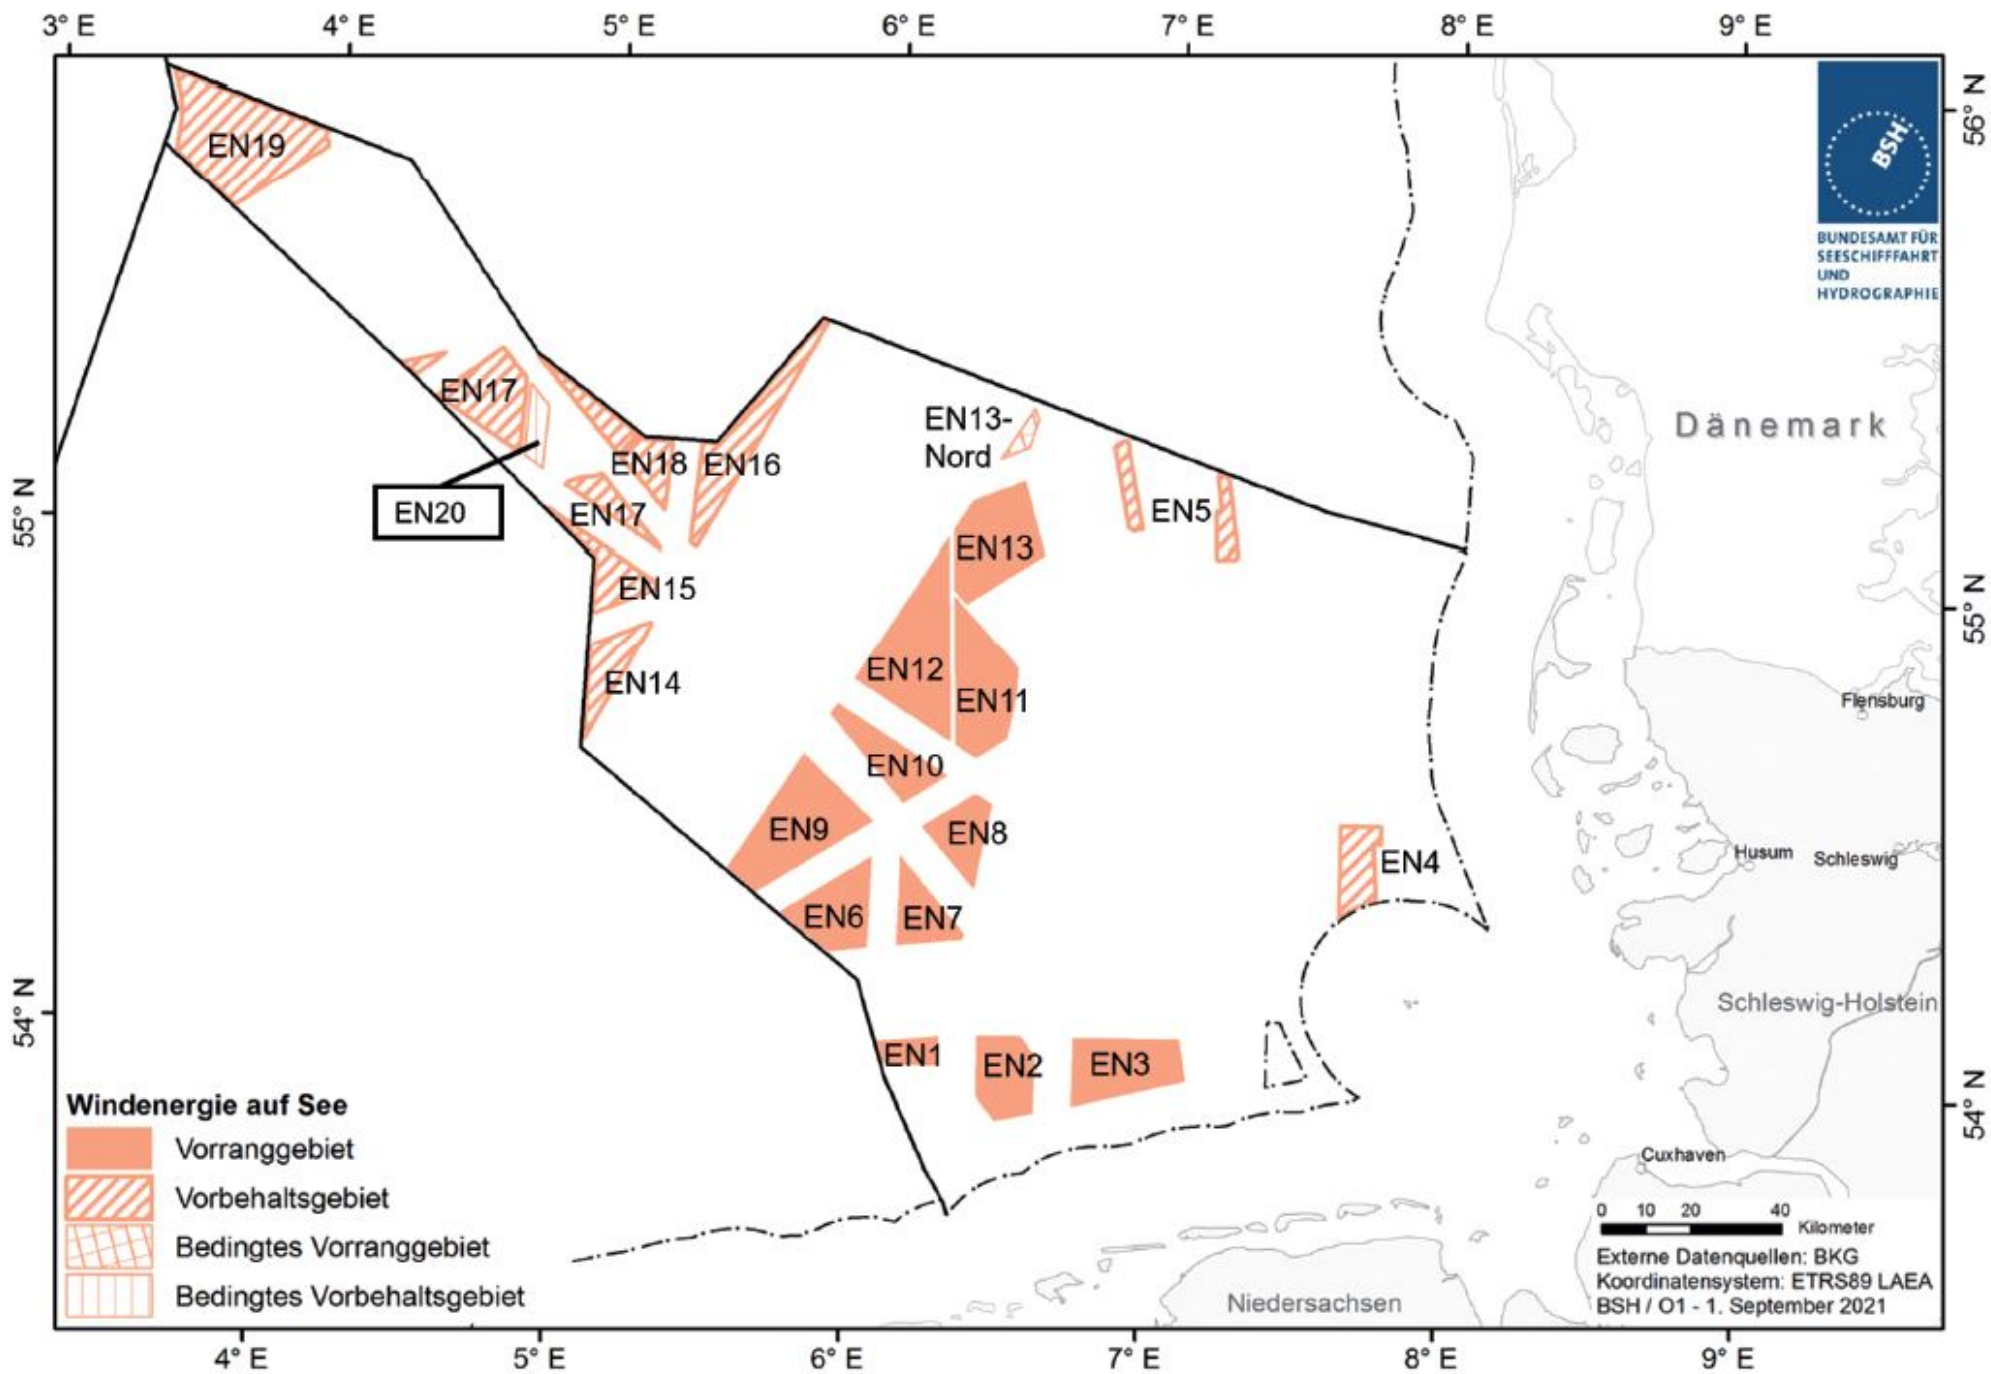 3° E 4° E 5° E 6° E 7° E 8° E 9° E
56° N
BSH
BUNDESAMT FÜR
SEESCHIFFFAHRT
UND
HYDROGRAPHIE
EN19
EN17
EN13-
Nord
Dänemark
EN18
EN16
EN20
EN17
EN5
55° N
EN13
EN15
55° N
EN12
EN14
EN11
Flensburg
EN10
EN9
EN8
EN4
Husum
Schleswig
EN6
EN7
54° N
Schleswig-Holstein
EN1
EN2
EN3
54° N
Windenergie auf See
Vorranggebiet
Vorbehaltsgebiet
Bedingtes Vorranggebiet
Bedingtes Vorbehaltsgebiet
Cuxhaven
Niedersachsen
0 10 20 40
Kilometer
Externe Datenquellen: BKG
Koordinatensystem: ETRS89 LAEA
BSH / O1 - 1. September 2021
4° E 5° E 6° E 7° E 8° E 9° E